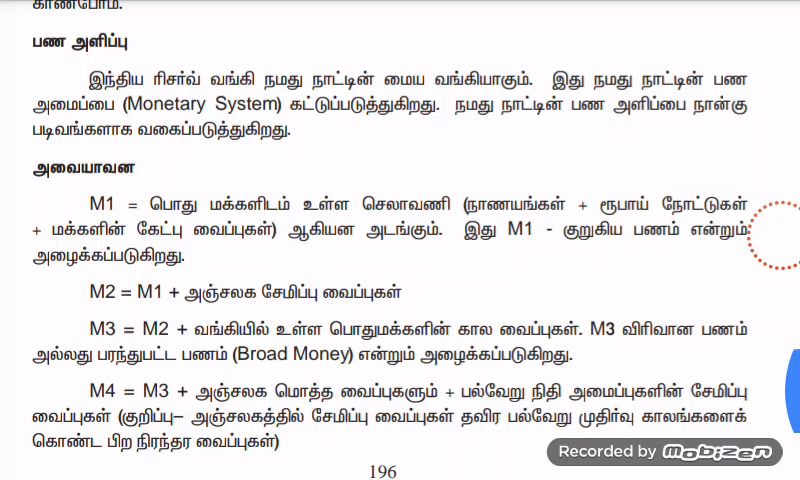 காண்போம்.
பண அளிப்பு
இந்திய ரிசர்வ் வங்கி நமது நாட்டின் மைய வங்கியாகும். இது நமது நாட்டின் பண
அமைப்பை (Monetary System) கட்டுப்படுத்துகிறது. நமது நாட்டின் பண அளிப்பை நான்கு
படிவங்களாக வகைப்படுத்துகிறது.
அவையாவன
M1 = பொது மக்களிடம் உள்ள செலாவணி (நாணயங்கள் + ரூபாய் நோட்டுகள்
+ மக்களின் கேட்பு வைப்புகள்) ஆகியன அடங்கும். இது M1 - குறுகிய பணம் என்றும்
அழைக்கப்படுகிறது.
M2 = M1 + அஞ்சலக சேமிப்பு வைப்புகள்
M3 = M2 + வங்கியில் உள்ள பொதுமக்களின் கால வைப்புகள். M3 விரிவான பணம்
அல்லது பரந்துபட்ட பணம் (Broad Money) என்றும் அழைக்கப்படுகிறது.
M4 = M3 + அஞ்சலக மொத்த வைப்புகளும் + பல்வேறு நிதி அமைப்புகளின் சேமிப்பு
வைப்புகள் (குறிப்பு– அஞ்சலகத்தில் சேமிப்பு வைப்புகள் தவிர பல்வேறு முதிர்வு காலங்களைக்
கொண்ட பிற நிரந்தர வைப்புகள்)
Recorded by MOBIZEN
196